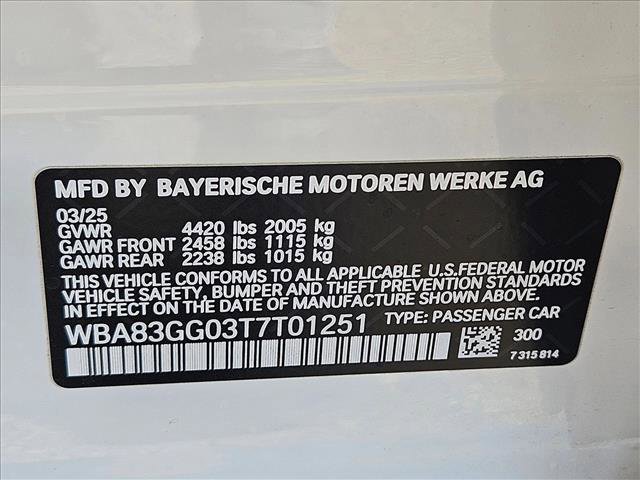 MFD BY BAYERISCHE MOTOREN WERKE AG
03/25
GVWR 4420 lbs 2005 kg
GAWR FRONT 2458 lbs 1115 kg
GAWR REAR 2238 lbs 1015 kg
THIS VEHICLE CONFORMS TO ALL APPLICABLE U.S.FEDERAL MOTOR
VEHICLE SAFETY, BUMPER AND THEFT PREVENTION STANDARDS
IN EFFECT ON THE DATE OF MANUFACTURE SHOWN ABOVE.
WBA83GG03T7T01251 TYPE: PASSENGER CAR
300
7 315 814